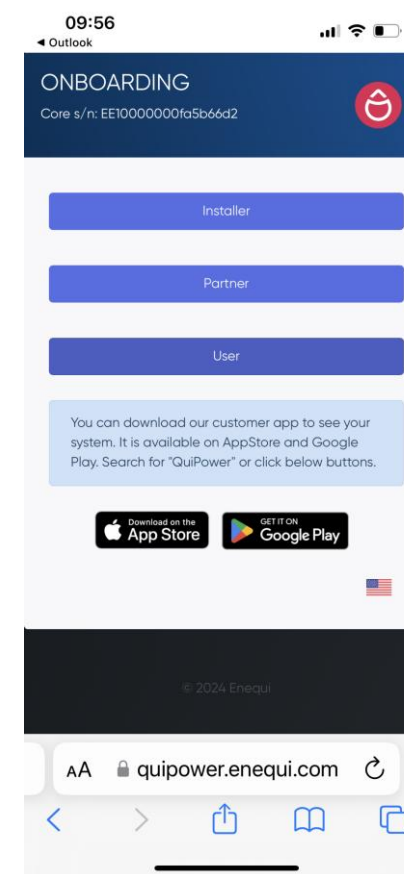 09:56
◀ Outlook
ONBOARDING
Core s/n: EE10000000fa5b66d2
Installer
Partner
User
You can download our customer app to see your
system. It is available on AppStore and Google
Play. Search for "QuiPower" or click below buttons.
Download on the
App Store
GET IT ON
Google Play
© 2024 Enequi
AA quipower.enequi.com